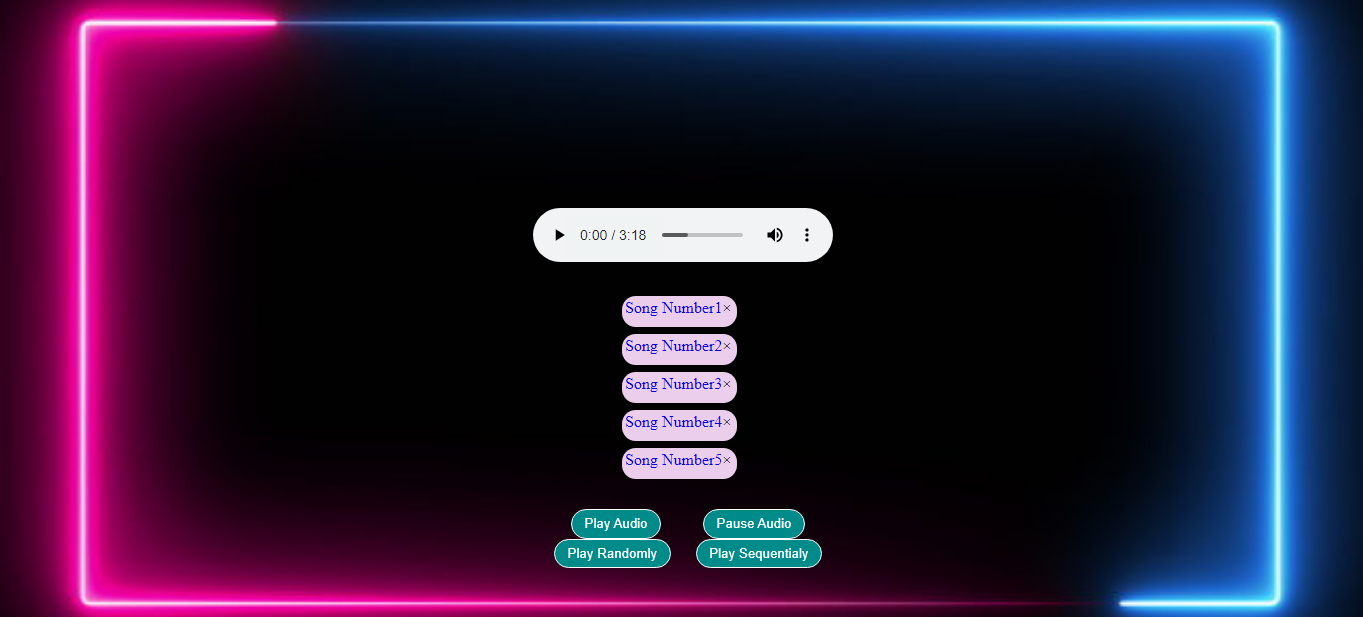 0:00 / 3:18
Song Number1×
Song Number2×
Song Number3×
Song Number4×
Song Number5×
Play Audio Pause Audio
Play Randomly Play Sequentialy